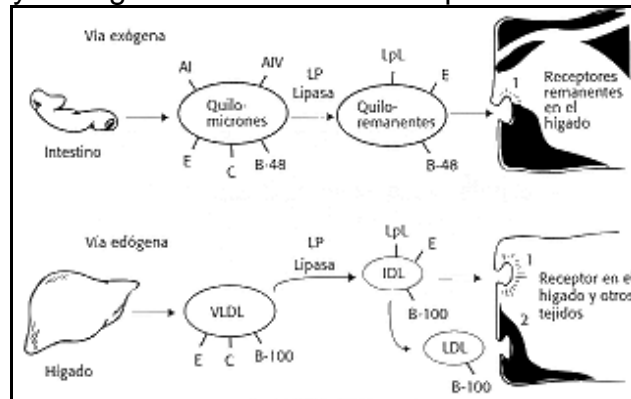 Vía exógena
Intestino
AI
AIV
Quilo-
micrones
E
C
B-48
LP
Lipasa
LpL
E
Quilo-
remanentes
B-48
1
Receptores
remanentes
en el
hígado
Vía edógena
Hígado
VLDL
E
C
B-100
LP
Lipasa
LpL
E
IDL
B-100
LDL
B-100
1
2
Receptor en e
hígado y otros
tejidos